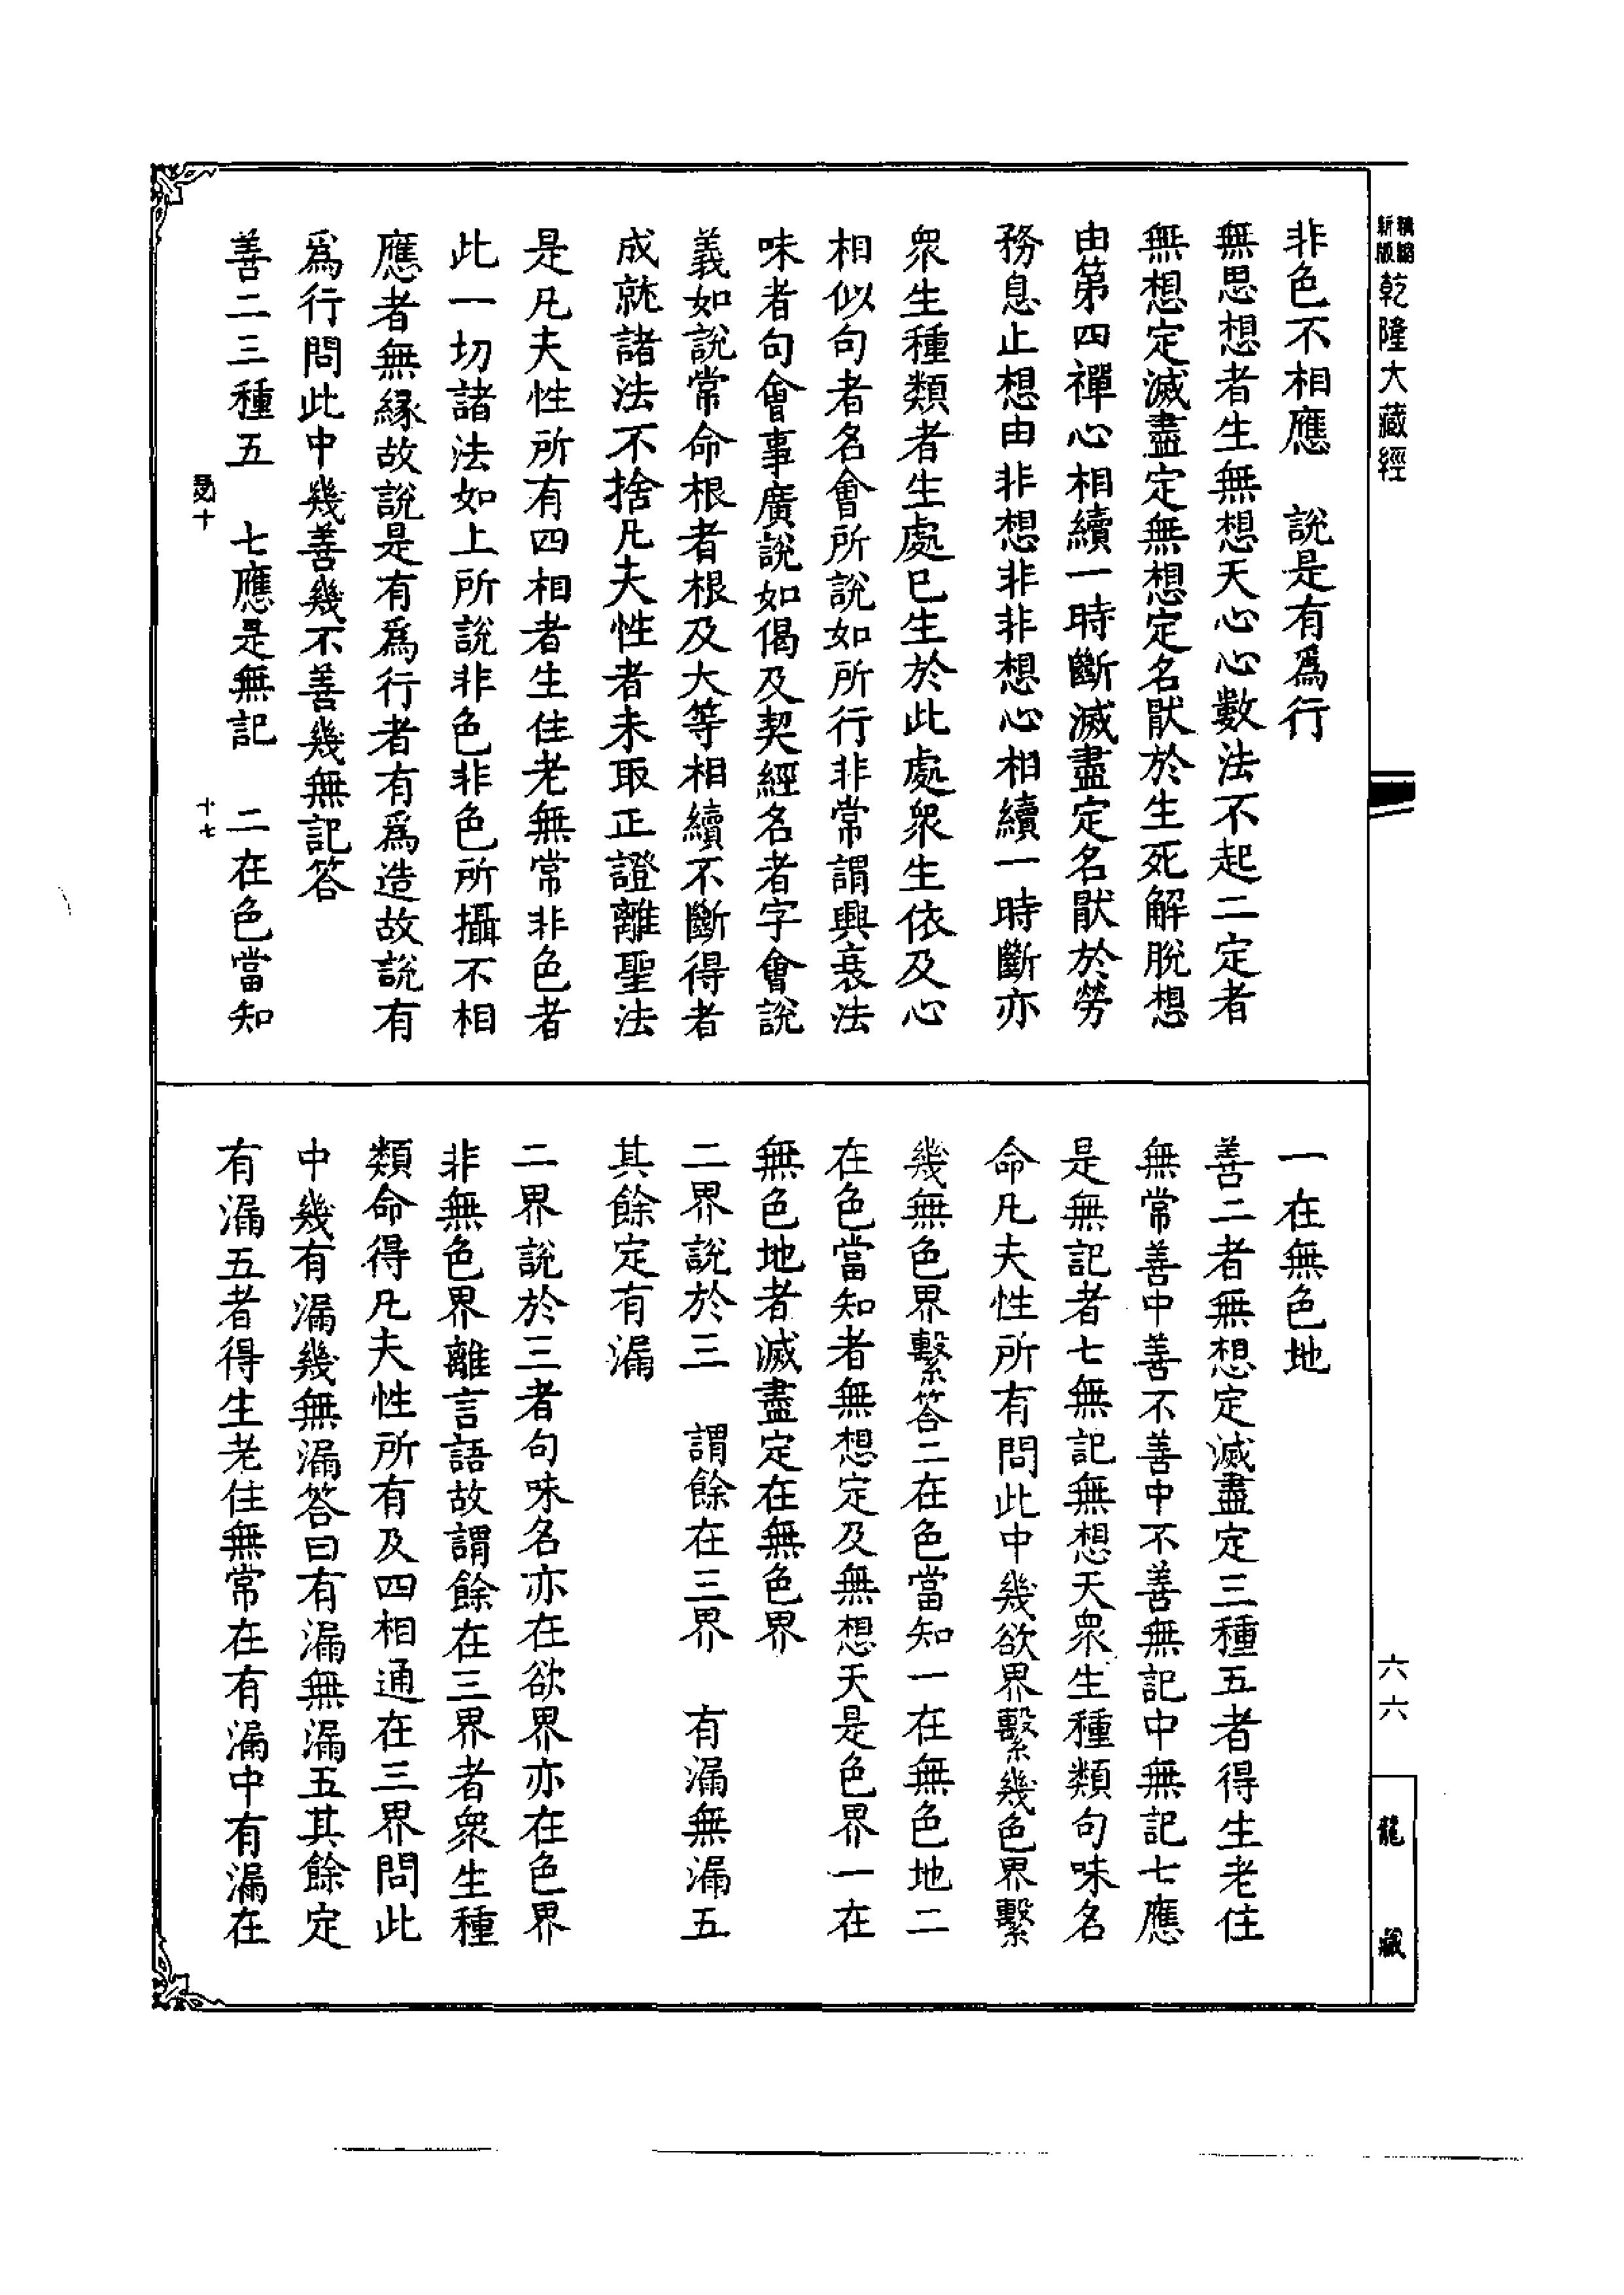 精縮新版乾隆大藏經
非色不相應　說是有爲行
無思想者生無想天心心數法不起二定者
無想定滅盡定無想定名猒於生死解脫想
由第四禪心相續一時斷滅盡定名猒於勞
務息止想由非想非非想心相續一時斷亦
衆生種類者生處已生於此處衆生依及心
相似句者名會所說如所行非常謂興衰法
味者句會事廣說如偈及契經名者字會說
義如說常命根者根及大等相續不斷得者
成就諸法不捨凡夫性者未取正證離聖法
是凡夫性所有四相者生住老無常非色者
此一切諸法如上所說非色非色所攝不相
應者無緣故說是有爲行者有爲造故說有
爲行問此中幾善幾不善幾無記答
善二三種五　七應是無記　二在色當知
十
十七
一在無色地
善二者無想定滅盡定三種五者得生老住
無常善中善不善中不善無記中無記七應
是無記者七無記無想天衆生種類句味名
命凡夫性所有問此中幾欲界繫幾色界繫
幾無色界繫答二在色當知一在無色地二
在色當知者無想定及無想天是色界一在
無色地者滅盡定在無色界
二界說於三　謂餘在三界　有漏無漏五
其餘定有漏
二界說於三者句味名亦在欲界亦在色界
非無色界離言語故謂餘在三界者衆生種
類命得凡夫性所有及四相通在三界問此
中幾有漏幾無漏答曰有漏無漏五其餘定
有漏五者得生老住無常在有漏中有漏在
六六
龍藏